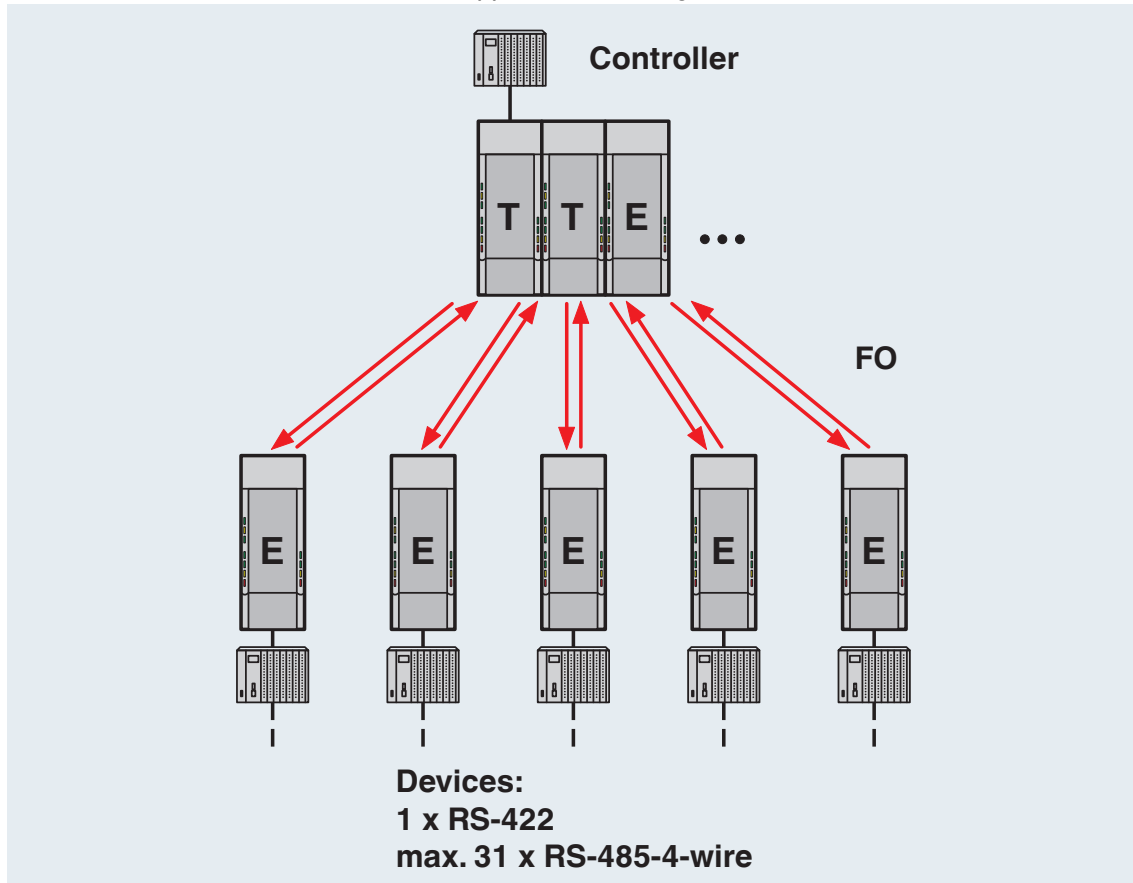 Controller
T T E
...
FO
E E E E E
Devices:
1 x RS-422
max. 31 x RS-485-4-wire